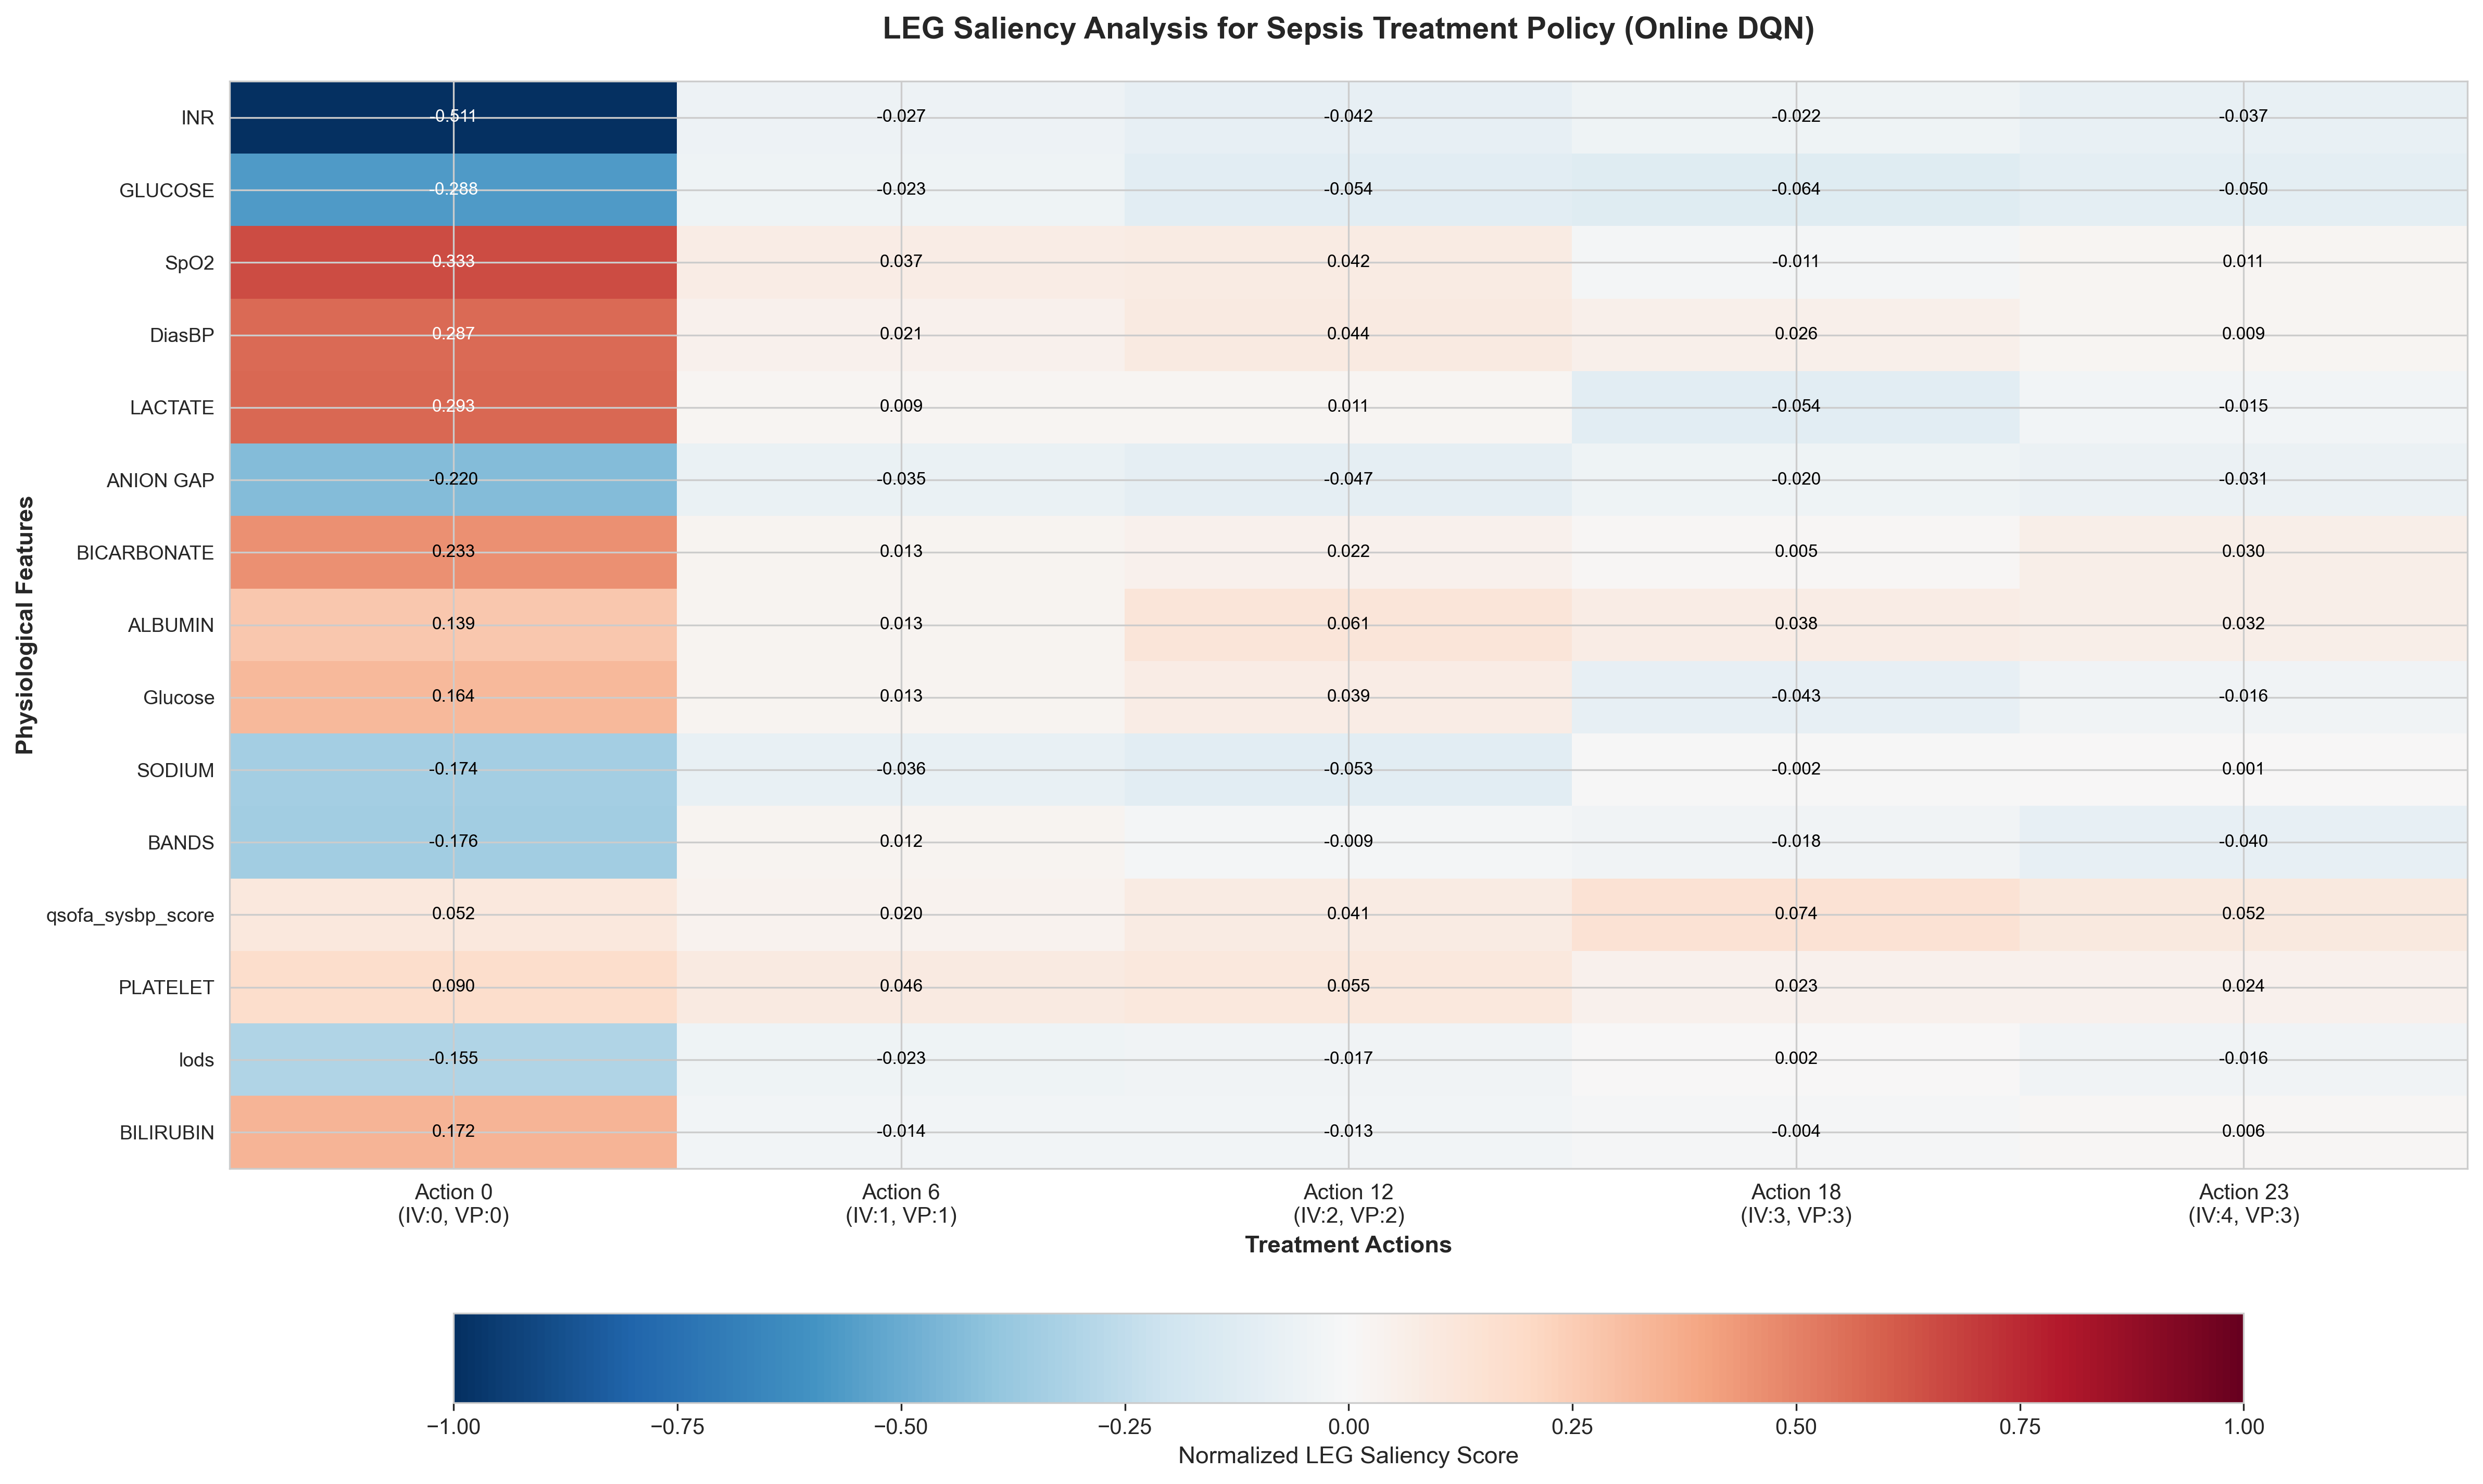 LEG Saliency Analysis for Sepsis Treatment Policy (Online DQN)
Physiological Features
INR -0.511 -0.027 -0.042 -0.022 -0.037
GLUCOSE -0.288 -0.023 -0.054 -0.064 -0.050
SpO2 0.333 0.037 0.042 -0.011 0.011
DiasBP 0.287 0.021 0.044 0.026 0.009
LACTATE 0.293 0.009 0.011 -0.054 -0.015
ANION GAP -0.220 -0.035 -0.047 -0.020 -0.031
BICARBONATE 0.233 0.013 0.022 0.005 0.030
ALBUMIN 0.139 0.013 0.061 0.038 0.032
Glucose 0.164 0.013 0.039 -0.043 -0.016
SODIUM -0.174 -0.036 -0.053 -0.002 0.001
BANDS -0.176 0.012 -0.009 -0.018 -0.040
qsofa_sysbp_score 0.052 0.020 0.041 0.074 0.052
PLATELET 0.090 0.046 0.055 0.023 0.024
lods -0.155 -0.023 -0.017 0.002 -0.016
BILIRUBIN 0.172 -0.014 -0.013 -0.004 0.006
Action 0 Action 6 Action 12 Action 18 Action 23
(IV:0, VP:0) (IV:1, VP:1) (IV:2, VP:2) (IV:3, VP:3) (IV:4, VP:3)
Treatment Actions
−1.00 −0.75 −0.50 −0.25 0.00 0.25 0.50 0.75 1.00
Normalized LEG Saliency Score